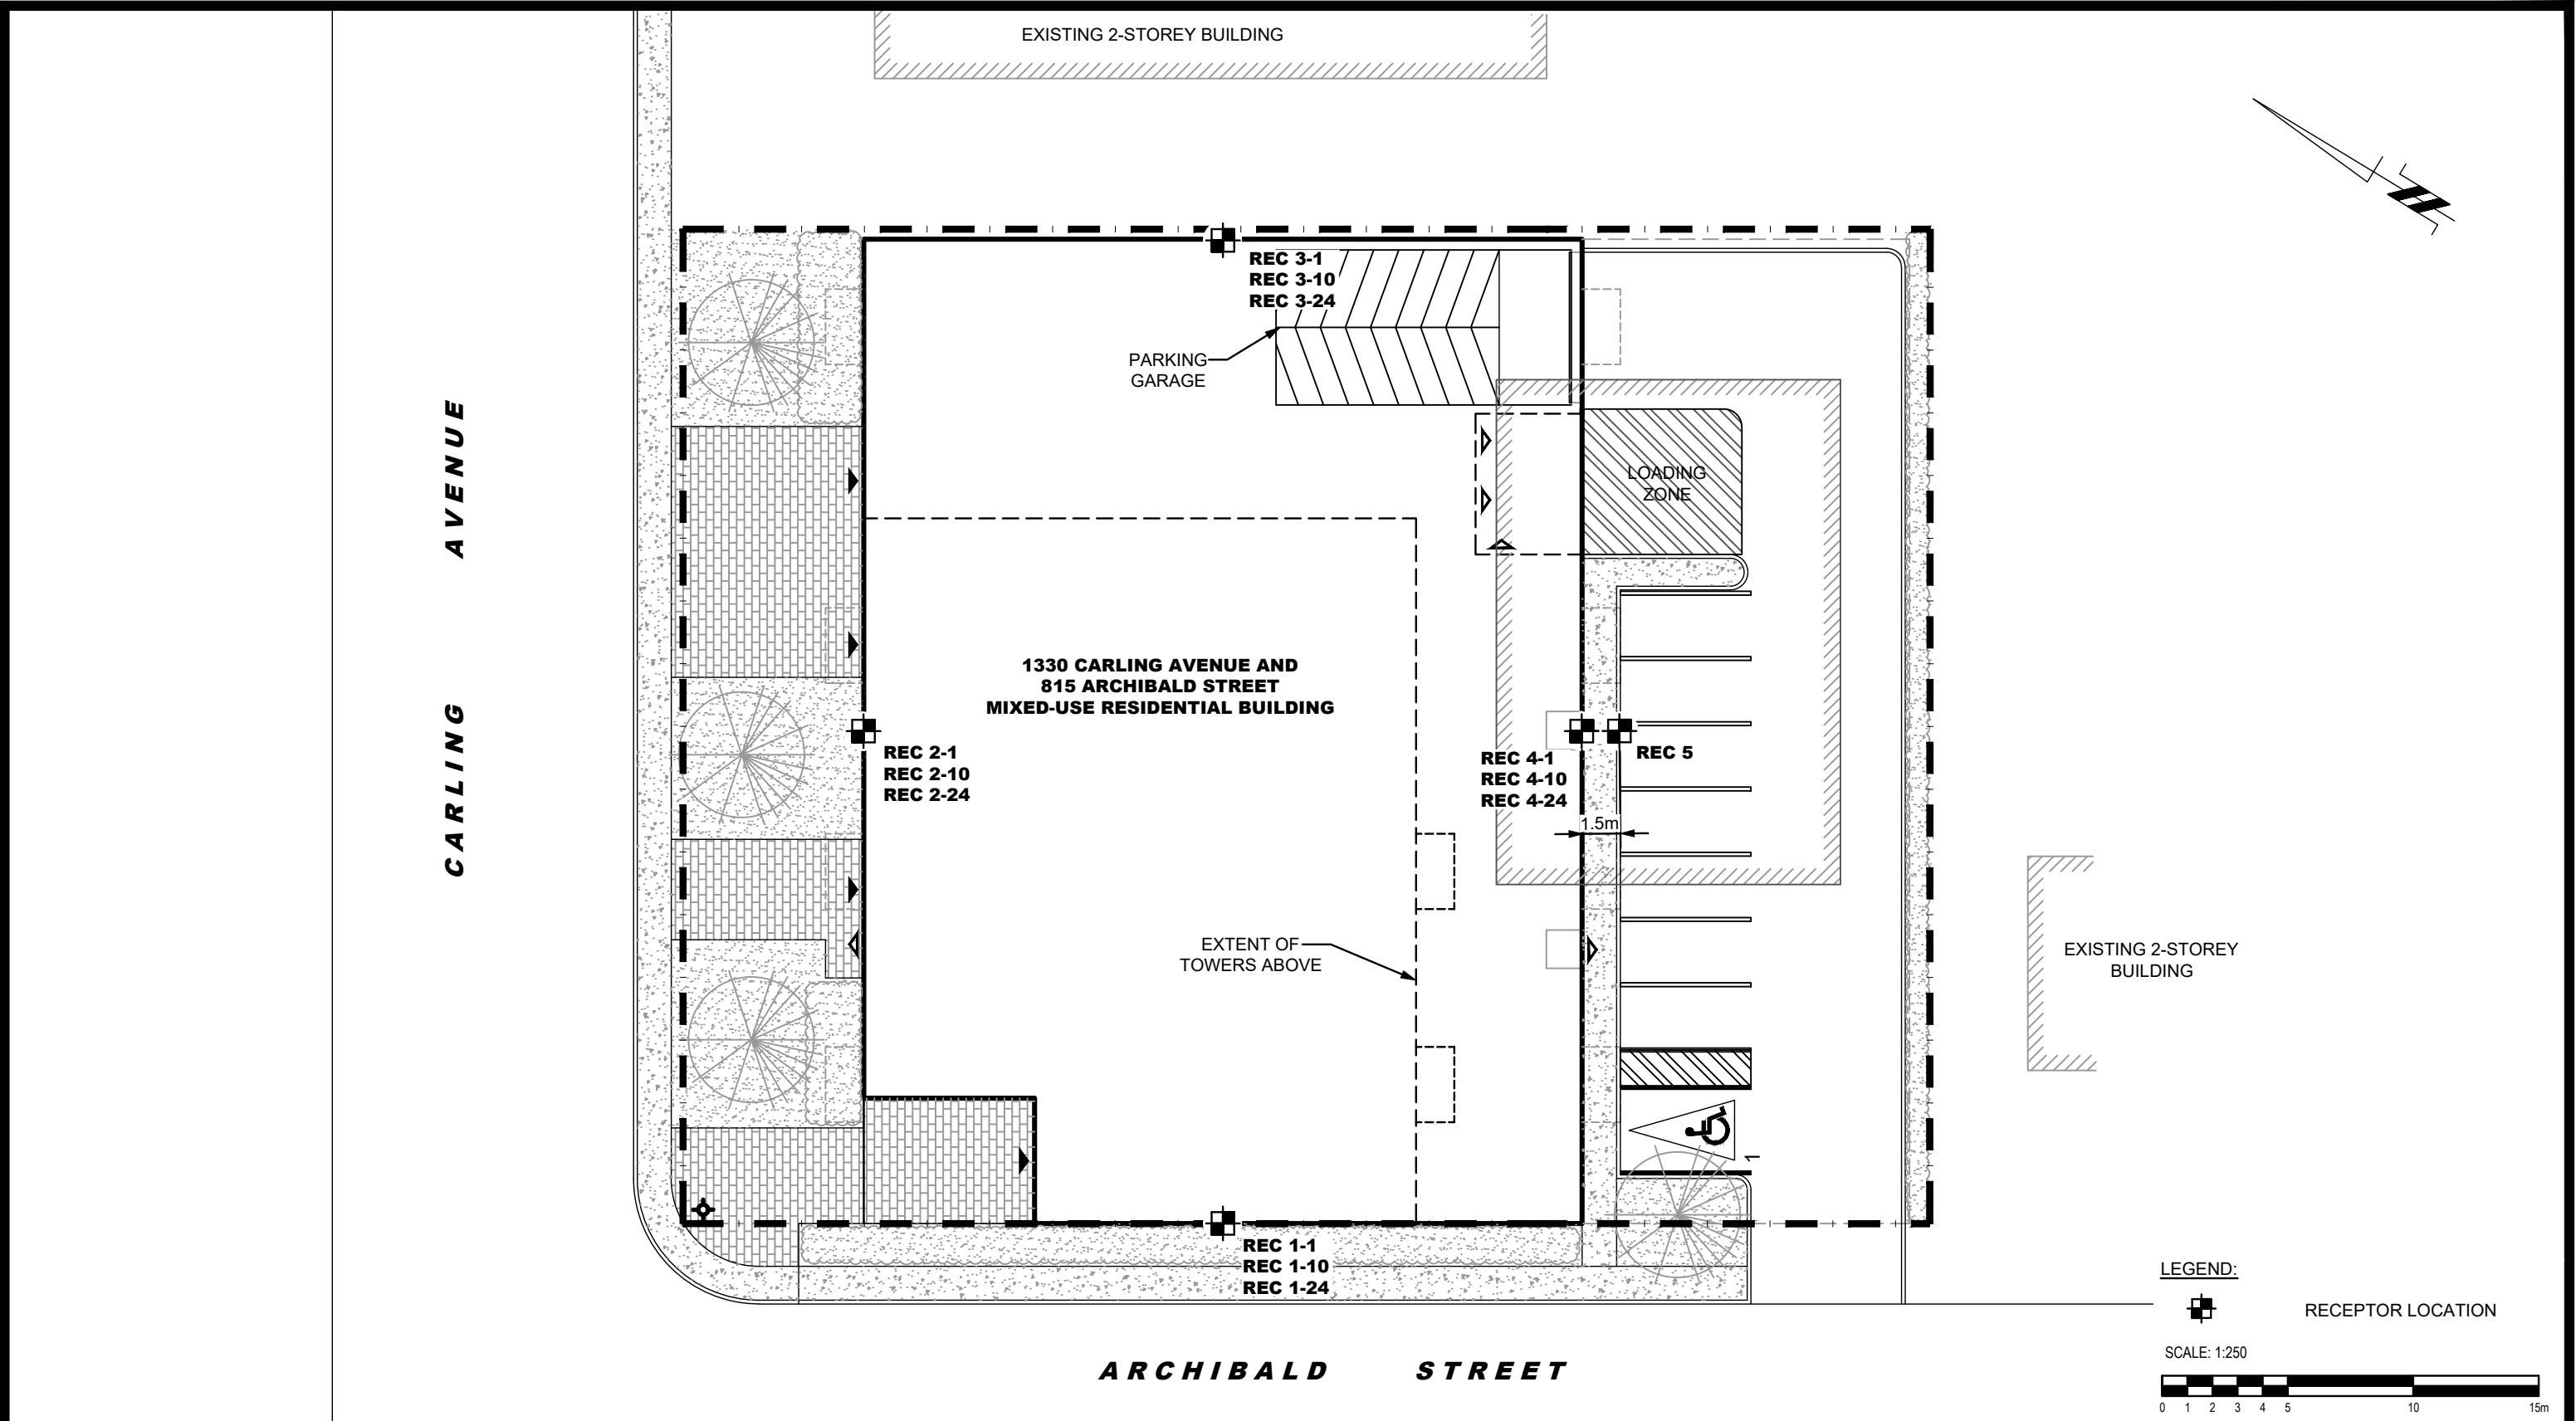 EXISTING 2-STOREY BUILDING
REC 3-1
REC 3-10
REC 3-24
PARKING
GARAGE
LOADING
ZONE
CARLING AVENUE
1330 CARLING AVENUE AND
815 ARCHIBALD STREET
MIXED-USE RESIDENTIAL BUILDING
REC 2-1
REC 2-10
REC 2-24
REC 4-1
REC 4-10
REC 4-24
REC 5
1.5m
EXTENT OF
TOWERS ABOVE
EXISTING 2-STOREY
BUILDING
1
REC 1-1
REC 1-10
REC 1-24
LEGEND:
RECEPTOR LOCATION
SCALE: 1:250
0 1 2 3 4 5 10 15m
ARCHIBALD STREET